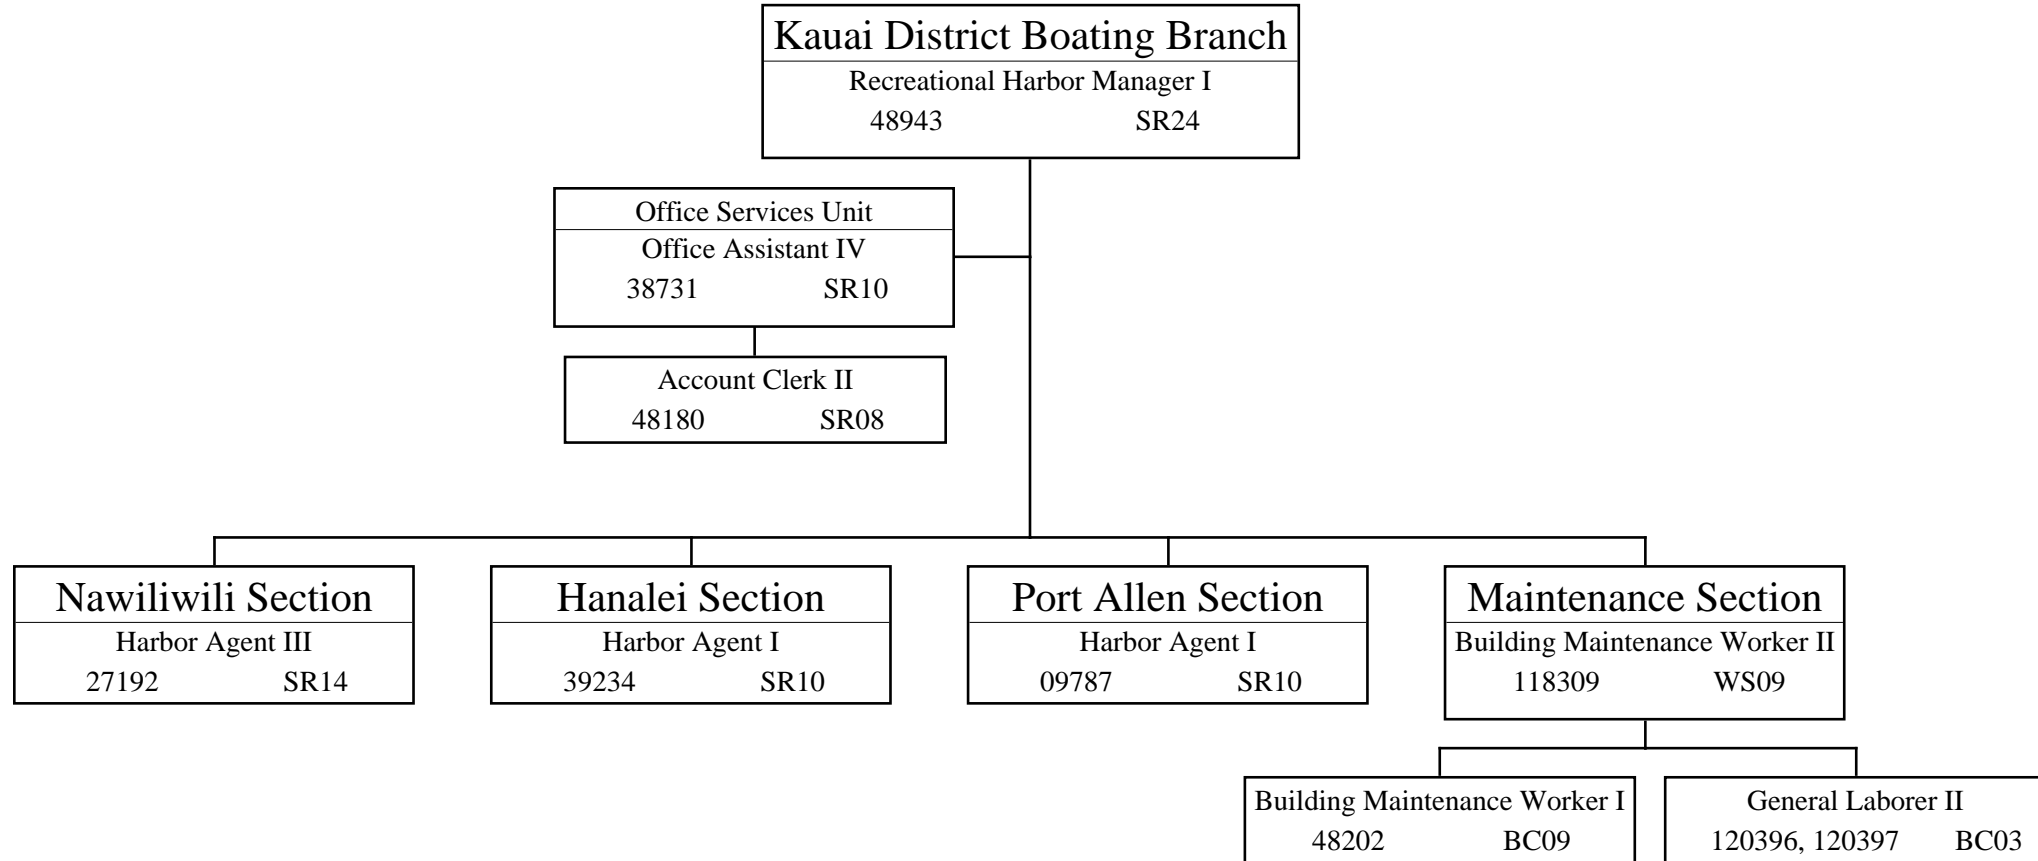 Kauai District Boating Branch
Recreational Harbor Manager I
48943 SR24
Office Services Unit
Office Assistant IV
38731 SR10
Account Clerk II
48180 SR08
Nawiliwili Section
Harbor Agent III
27192 SR14
Hanalei Section
Harbor Agent I
39234 SR10
Port Allen Section
Harbor Agent I
09787 SR10
Maintenance Section
Building Maintenance Worker II
118309 WS09
Building Maintenance Worker I
48202 BC09
General Laborer II
120396, 120397 BC03